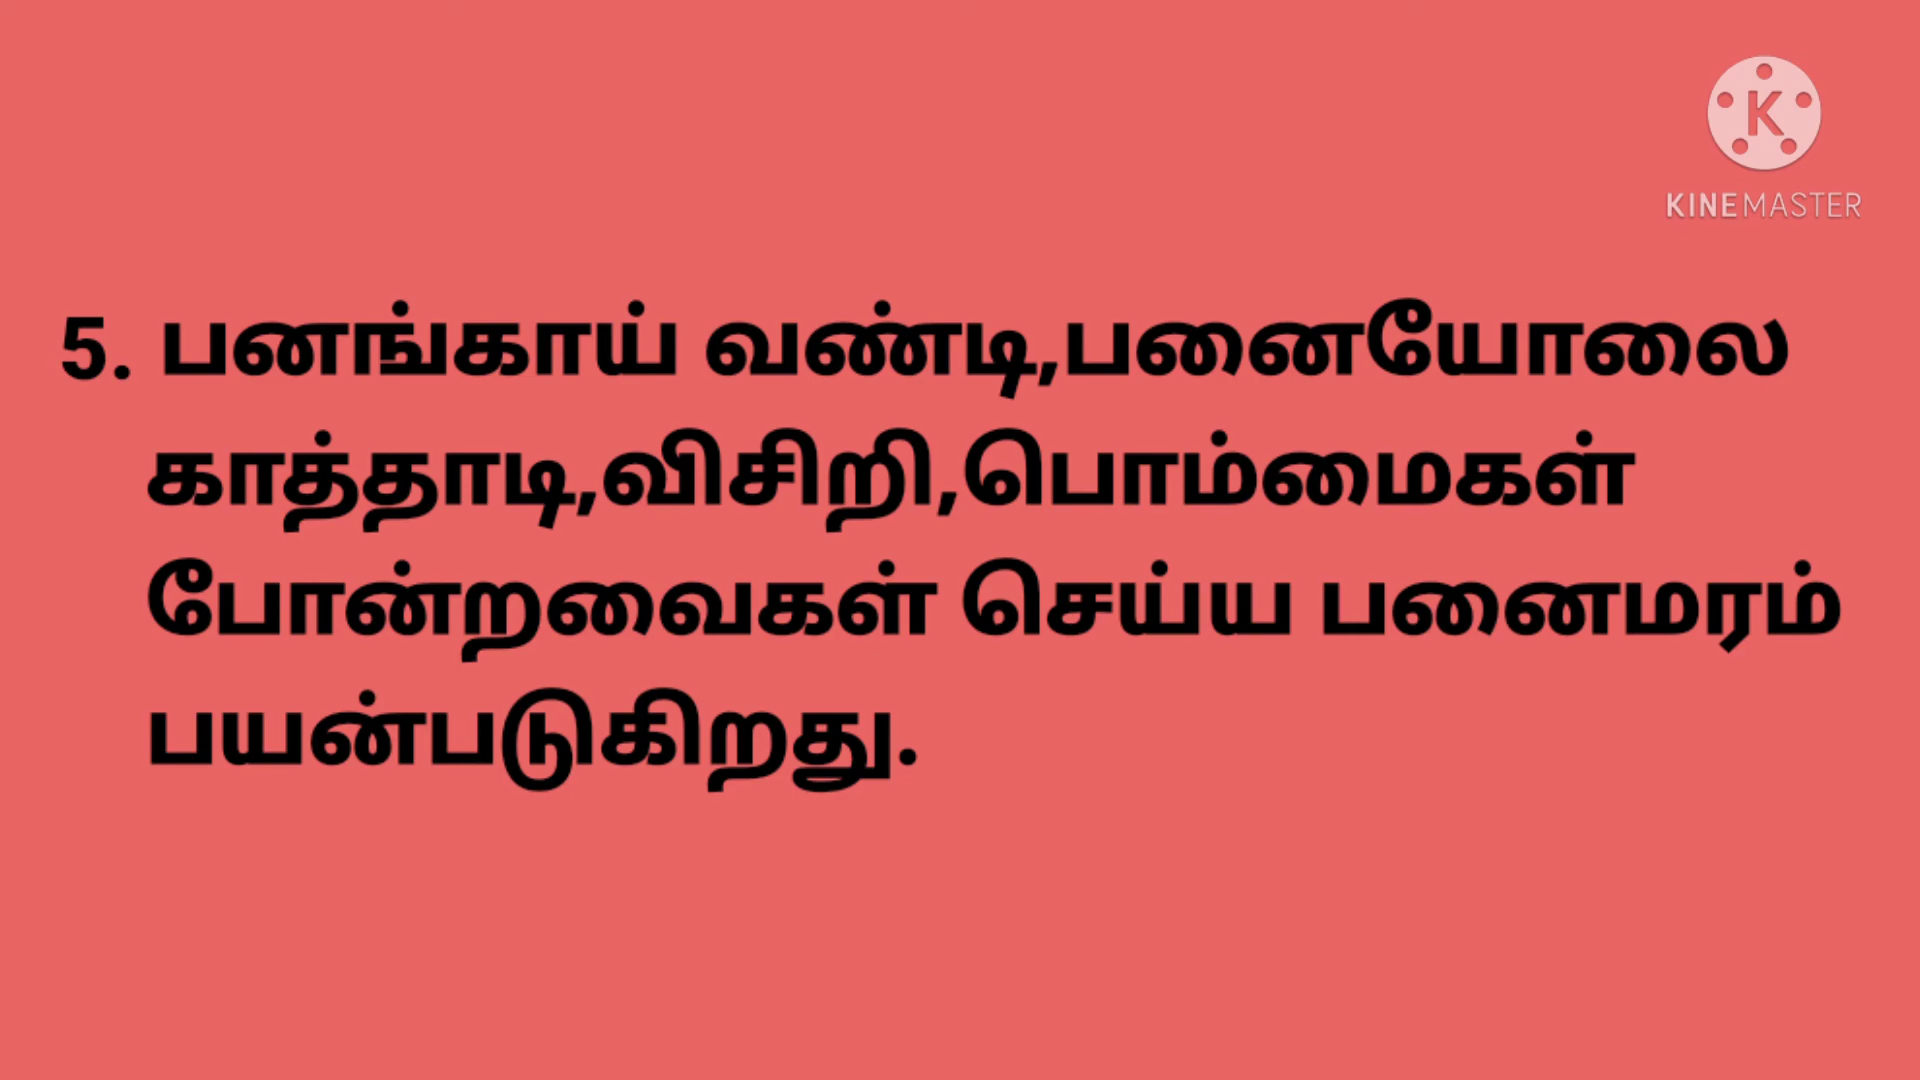 KINEMASTER
5. பனங்காய் வண்டி,பனையோலை
காத்தாடி,விசிறி,பொம்மைகள்
போன்றவைகள் செய்ய பனைமரம்
பயன்படுகிறது.